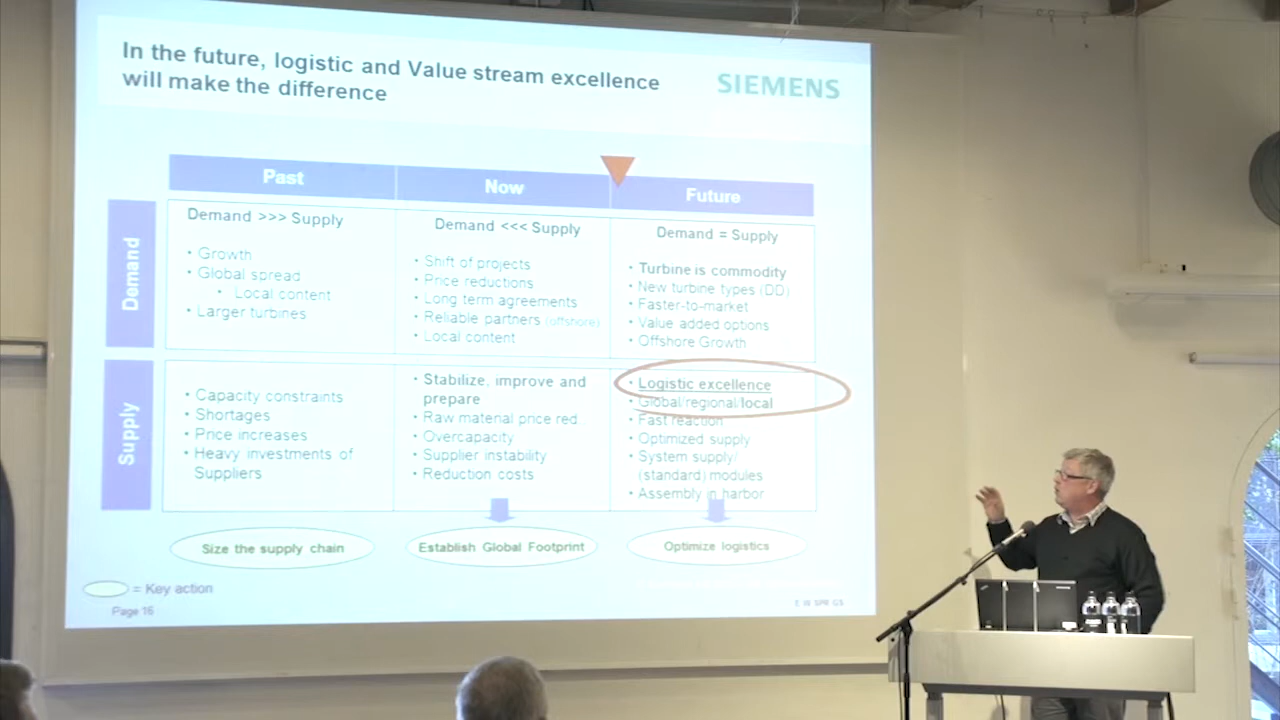 In the future, logistic and Value stream excellence
will make the difference
SIEMENS
Past
Now
Future
Demand
Demand >>> Supply
• Growth
• Global spread
• Local content
• Larger turbines
Demand <<< Supply
• Shift of projects
• Price reductions
• Long term agreements
• Reliable partners (offshore)
• Local content
Demand = Supply
• Turbine is commodity
• New turbine types (DD)
• Faster-to-market
• Value added options
• Offshore Growth
Supply
• Capacity constraints
• Shortages
• Price increases
• Heavy investments of
Suppliers
• Stabilize, improve and
prepare
• Raw material price red.
• Overcapacity
• Supplier instability
• Reduction costs
• Logistic excellence
• Global/regional/local
• Fast reaction
• Optimized supply
• System supply/
(standard) modules
• Assembly in harbor
Size the supply chain
Establish Global Footprint
Optimize logistics
= Key action
Page 16
E W SPR GS